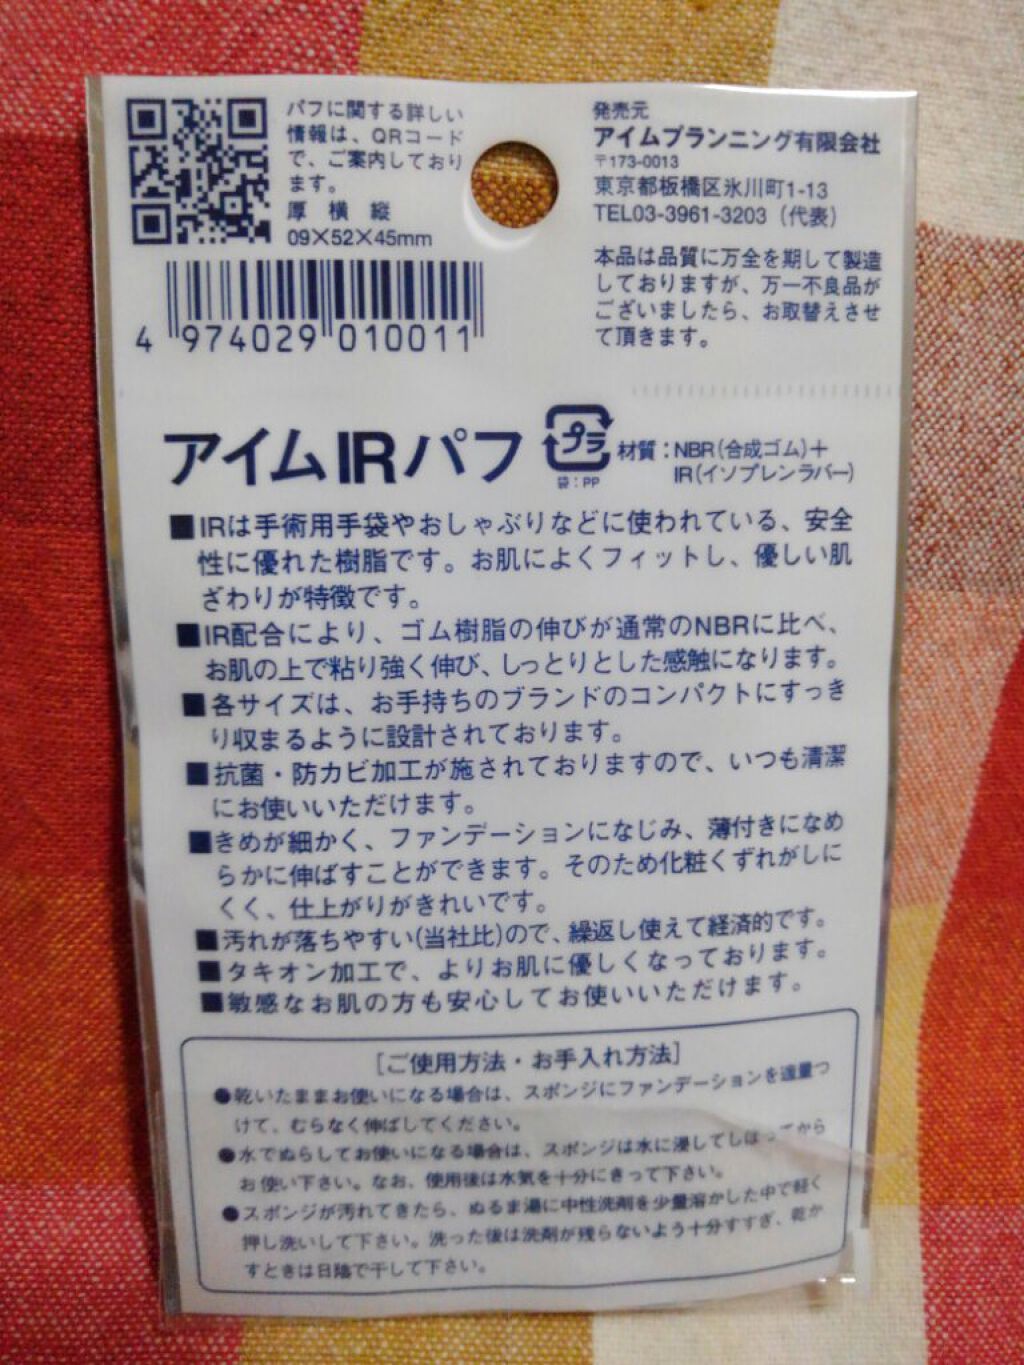 パフに関する詳しい
情報は、QRコード
で、ご案内しており
ます。
厚 横 縦
09×52×45mm
4 974029 010011
発売元
アイムプランニング有限会社
〒173-0013
東京都板橋区氷川町1-13
TEL03-3961-3203（代表）
本品は品質に万全を期して製造
しておりますが、万一不良品が
ございましたら、お取替えさせ
て頂きます。
アイムIRパフ
プラ
袋：PP
材質：NBR（合成ゴム）＋
IR（イソプレンラバー）
■IRは手術用手袋やおしゃぶりなどに使われている、安全
性に優れた樹脂です。お肌によくフィットし、優しい肌
ざわりが特徴です。
■IR配合により、ゴム樹脂の伸びが通常のNBRに比べ、
お肌の上で粘り強く伸び、しっとりとした感触になります。
■各サイズは、お手持ちのブランドのコンパクトにすっき
り収まるように設計されております。
■抗菌・防カビ加工が施されておりますので、いつも清潔
にお使いいただけます。
■きめが細かく、ファンデーションになじみ、薄付きになめ
らかに伸ばすことができます。そのため化粧くずれがしに
くく、仕上がりがきれいです。
■汚れが落ちやすい（当社比）ので、繰返し使えて経済的です。
■タキオン加工で、よりお肌に優しくなっております。
■敏感なお肌の方も安心してお使いいただけます。
［ご使用方法・お手入れ方法］
●乾いたままお使いになる場合は、スポンジにファンデーションを適量つ
けて、むらなく伸ばしてください。
●水でぬらしてお使いになる場合は、スポンジは水に浸してしぼってから
お使い下さい。なお、使用後は水気を十分にきって下さい。
●スポンジが汚れてきたら、ぬるま湯に中性洗剤を少量溶かした中で軽く
押し洗いして下さい。洗った後は洗剤が残らないよう十分すすぎ、乾か
すときは日陰で干して下さい。